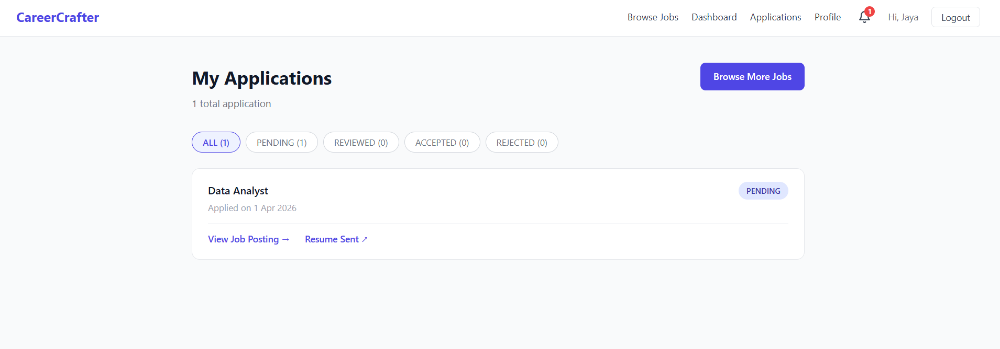 CareerCrafter
Browse Jobs Dashboard Applications Profile 1 Hi, Jaya Logout
My Applications
Browse More Jobs
1 total application
ALL (1) PENDING (1) REVIEWED (0) ACCEPTED (0) REJECTED (0)
Data Analyst
PENDING
Applied on 1 Apr 2026
View Job Posting → Resume Sent ↗